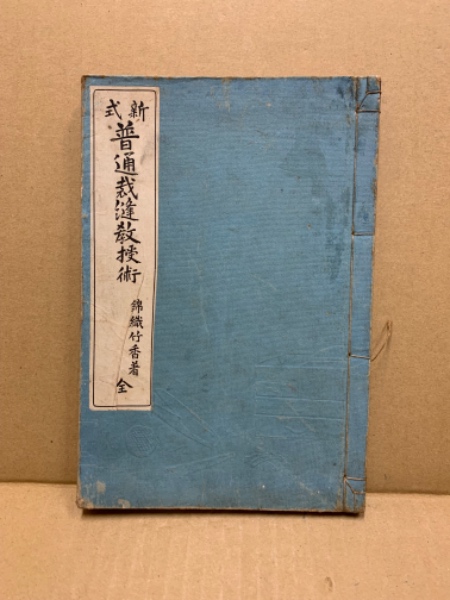 新式
普通裁縫教授術
錦織竹香著
全